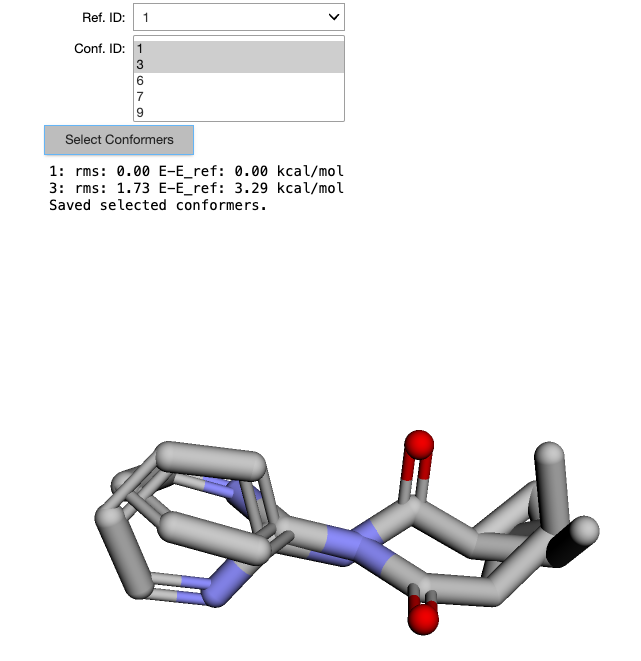 Ref. ID: 1
Conf. ID: 1
3
6
7
9
Select Conformers
1: rms: 0.00 E-E_ref: 0.00 kcal/mol
3: rms: 1.73 E-E_ref: 3.29 kcal/mol
Saved selected conformers.